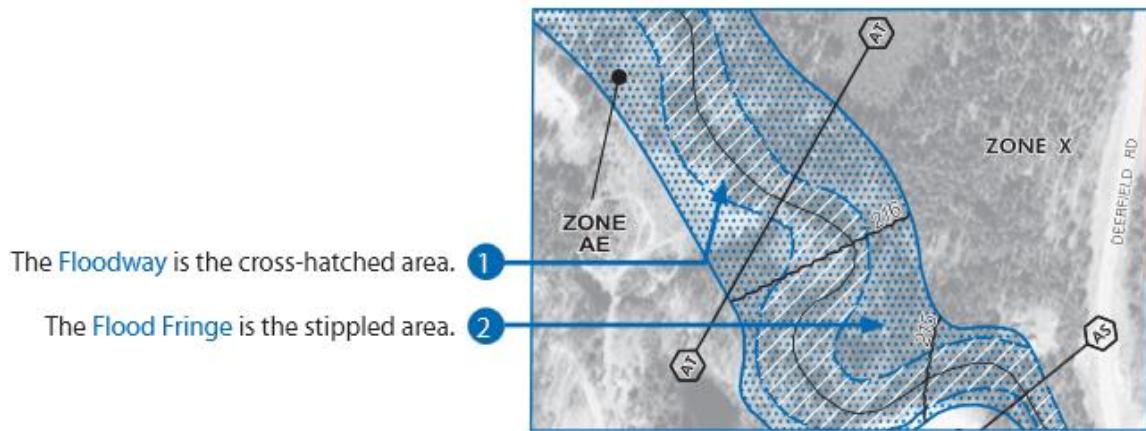 AT
ZONE X
DEERFIELD RD
216
ZONE
AE
The Floodway is the cross-hatched area. 1
The Flood Fringe is the stippled area. 2
215
AS
AT